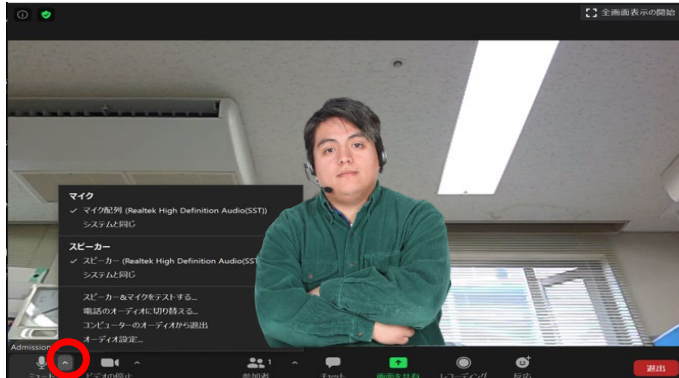 全画面表示の開始
マイク
✓ マイク配列 (Realtek High Definition Audio(SST))
システムと同じ
スピーカー
✓ スピーカー (Realtek High Definition Audio(SST
システムと同じ
スピーカー&マイクをテストする...
電話のオーディオに切り替える...
コンピューターのオーディオから退出
オーディオ設定...
Admission
ミュート
ビデオの停止
参加者
1
チャット
画面を共有
レコーディング
反応
退出